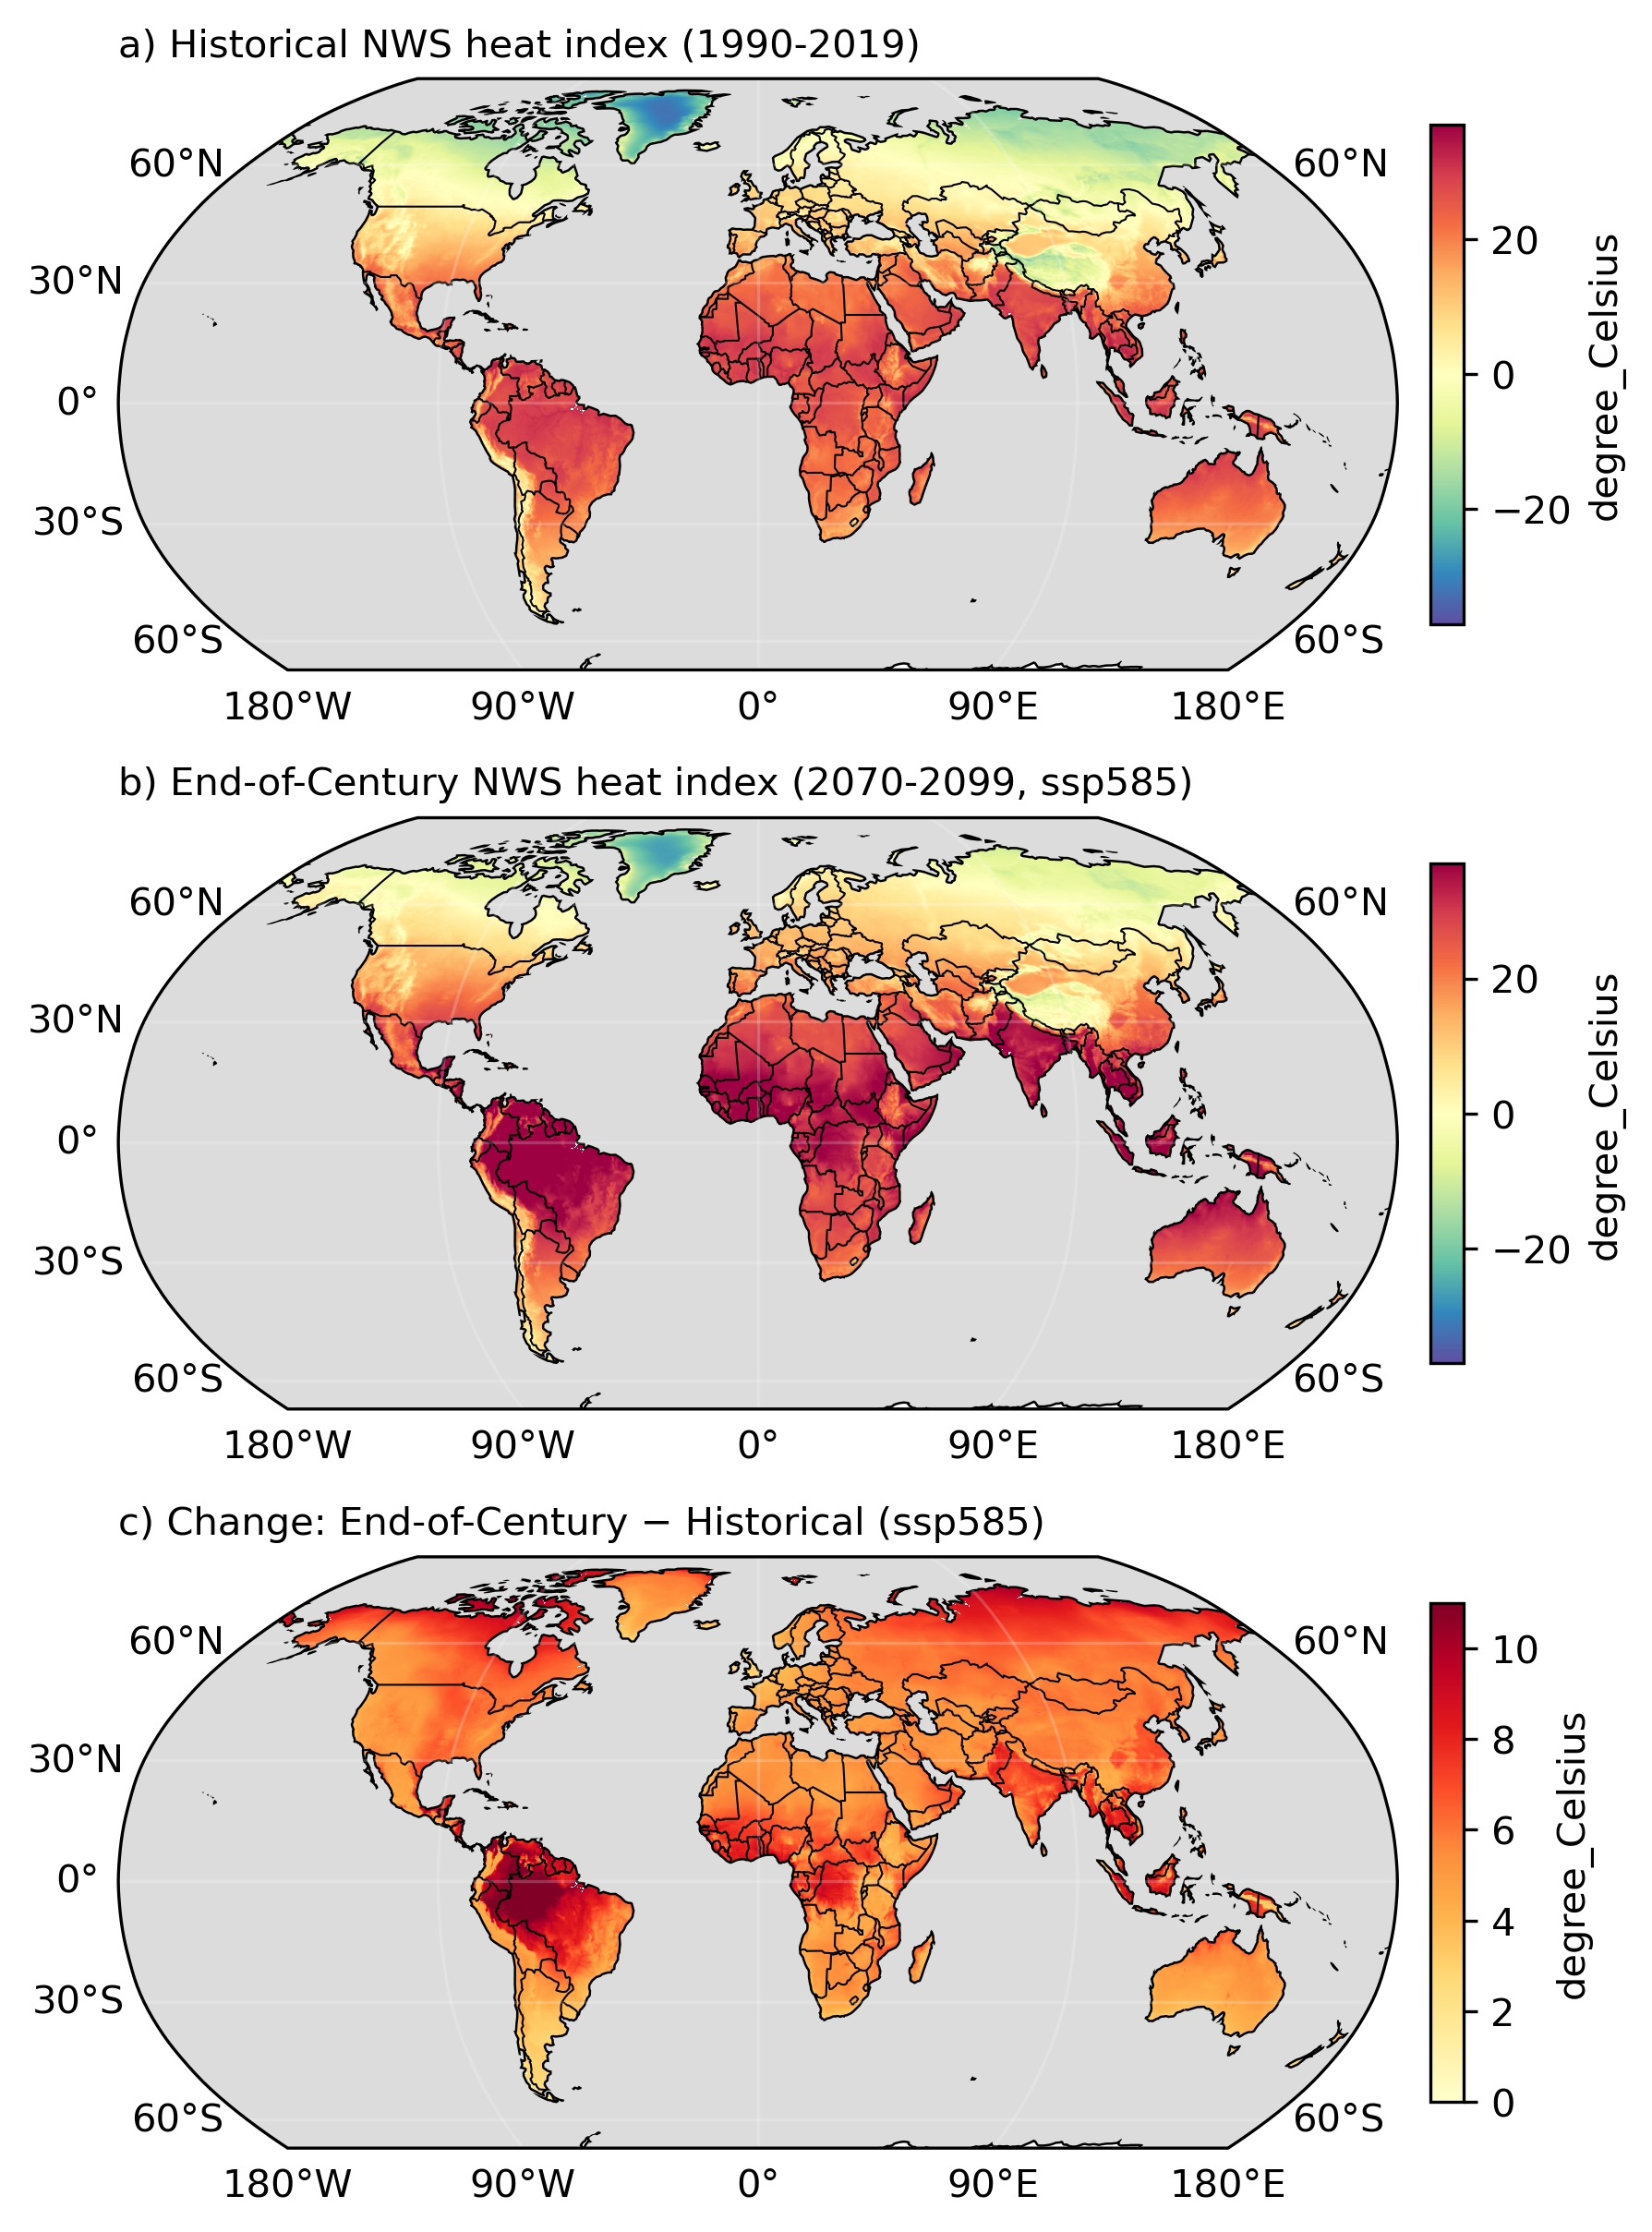 a) Historical NWS heat index (1990-2019)
60°N 60°N
30°N
0°
30°S
60°S 60°S
180°W 90°W 0° 90°E 180°E
20
0
−20
degree_Celsius
b) End-of-Century NWS heat index (2070-2099, ssp585)
60°N 60°N
30°N
0°
30°S
60°S 60°S
180°W 90°W 0° 90°E 180°E
20
0
−20
degree_Celsius
c) Change: End-of-Century − Historical (ssp585)
60°N 60°N
30°N
0°
30°S
60°S 60°S
180°W 90°W 0° 90°E 180°E
10
8
6
4
2
0
degree_Celsius